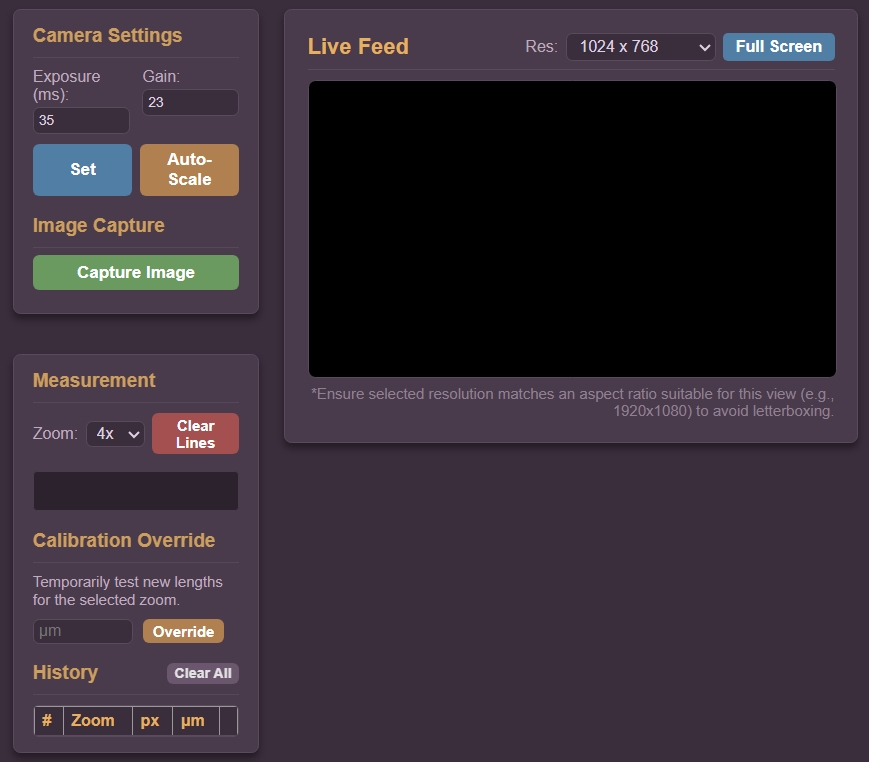 Camera Settings
Exposure
(ms):
Gain:
35
23
Set
Auto-
Scale
Image Capture
Capture Image
Measurement
Zoom:
4x
Clear
Lines
Calibration Override
Temporarily test new lengths
for the selected zoom.
µm
Override
History
Clear All
# Zoom px µm
Live Feed
Res:
1024 x 768
Full Screen
*Ensure selected resolution matches an aspect ratio suitable for this view (e.g.,
1920x1080) to avoid letterboxing.